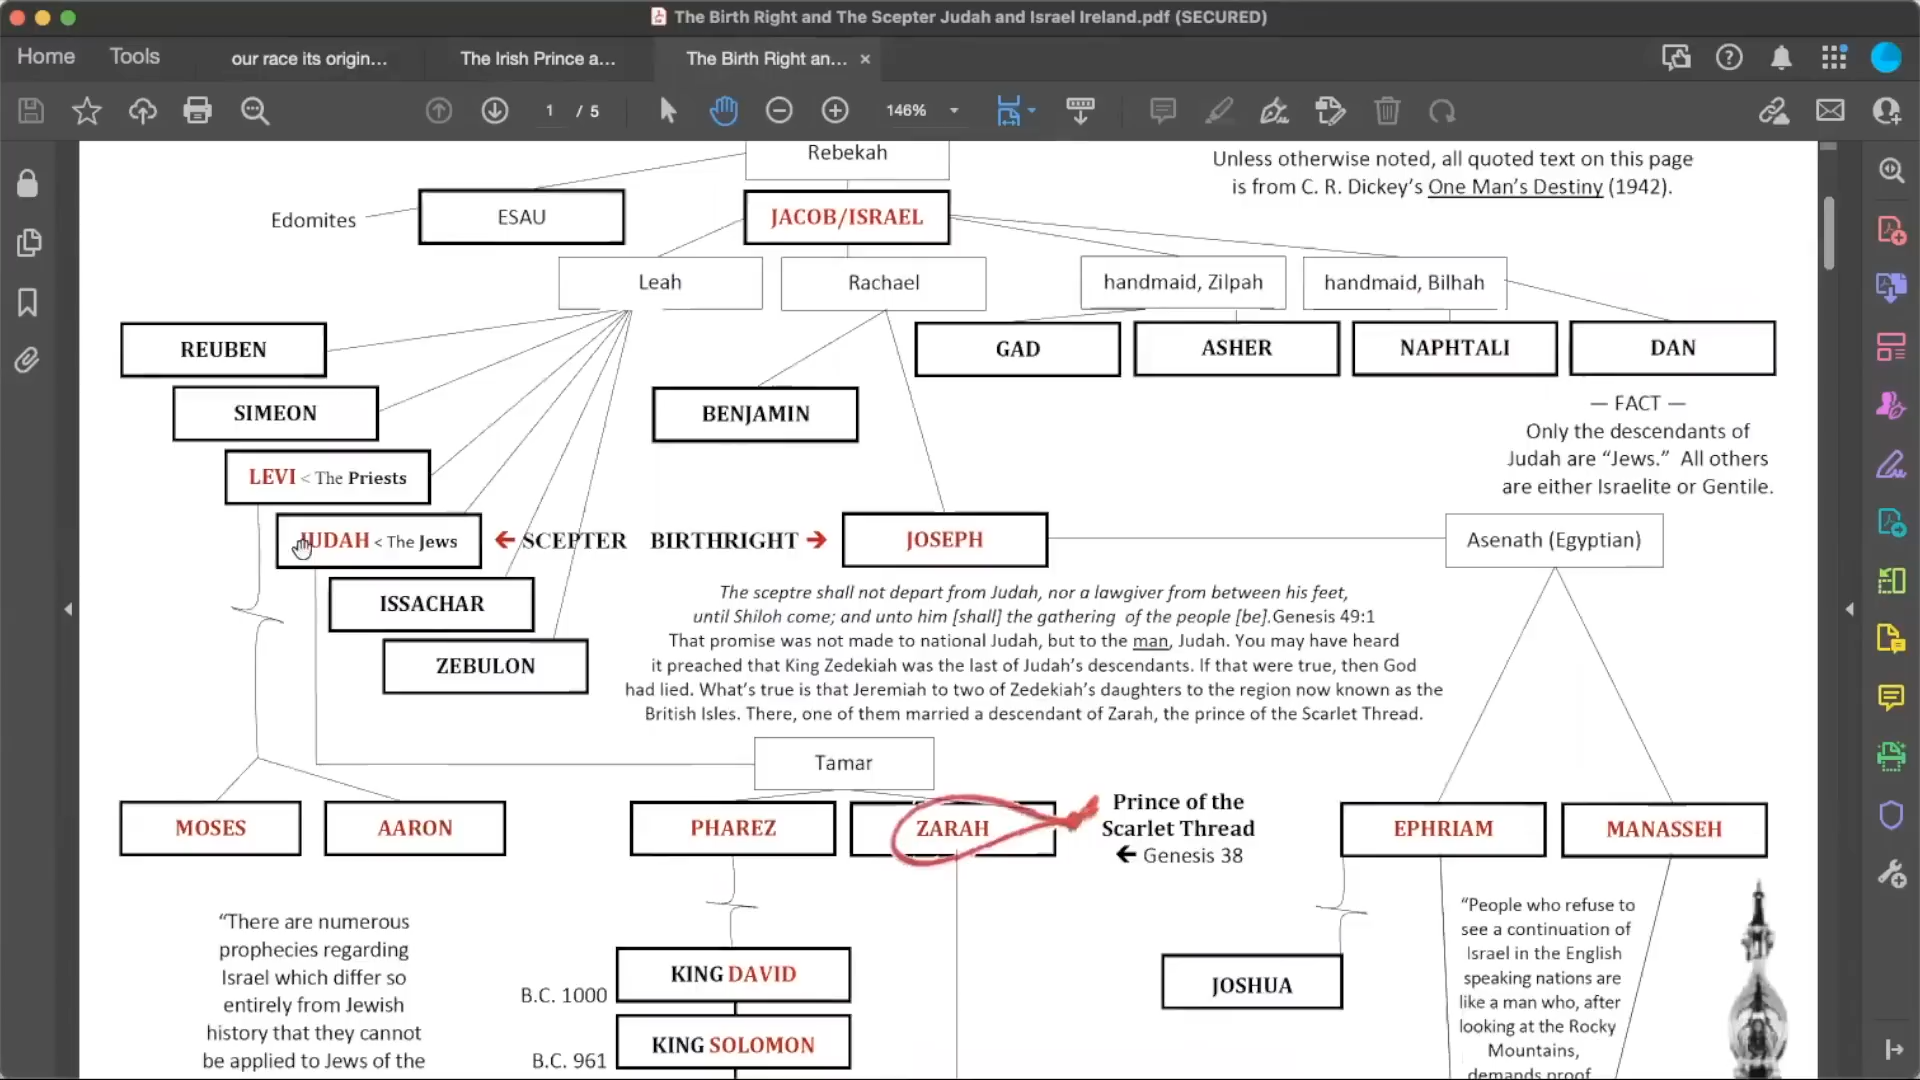 The Birth Right and The Scepter Judah and Israel Ireland.pdf (SECURED)
Home Tools our race its origin... The Irish Prince a... The Birth Right an... ×
1 / 5 146%
Rebekah
Unless otherwise noted, all quoted text on this page
is from C. R. Dickey’s One Man’s Destiny (1942).
Edomites ESAU JACOB/ISRAEL
Leah Rachael handmaid, Zilpah handmaid, Bilhah
REUBEN GAD ASHER NAPHTALI DAN
SIMEON BENJAMIN
— FACT —
Only the descendants of
Judah are “Jews.” All others
are either Israelite or Gentile.
LEVI < The Priests
JUDAH < The Jews ← SCEPTER BIRTHRIGHT → JOSEPH Asenath (Egyptian)
ISSACHAR
ZEBULON
The sceptre shall not depart from Judah, nor a lawgiver from between his feet,
until Shiloh come; and unto him [shall] the gathering of the people [be].Genesis 49:1
That promise was not made to national Judah, but to the man, Judah. You may have heard
it preached that King Zedekiah was the last of Judah’s descendants. If that were true, then God
had lied. What’s true is that Jeremiah to two of Zedekiah’s daughters to the region now known as the
British Isles. There, one of them married a descendant of Zarah, the prince of the Scarlet Thread.
Tamar
MOSES AARON PHAREZ ZARAH
Prince of the
Scarlet Thread
← Genesis 38
EPHRIAM MANASSEH
“There are numerous
prophecies regarding
Israel which differ so
entirely from Jewish
history that they cannot
be applied to Jews of the
B.C. 1000 KING DAVID
B.C. 961 KING SOLOMON
JOSHUA
“People who refuse to
see a continuation of
Israel in the English
speaking nations are
like a man who, after
looking at the Rocky
Mountains,
demands proof